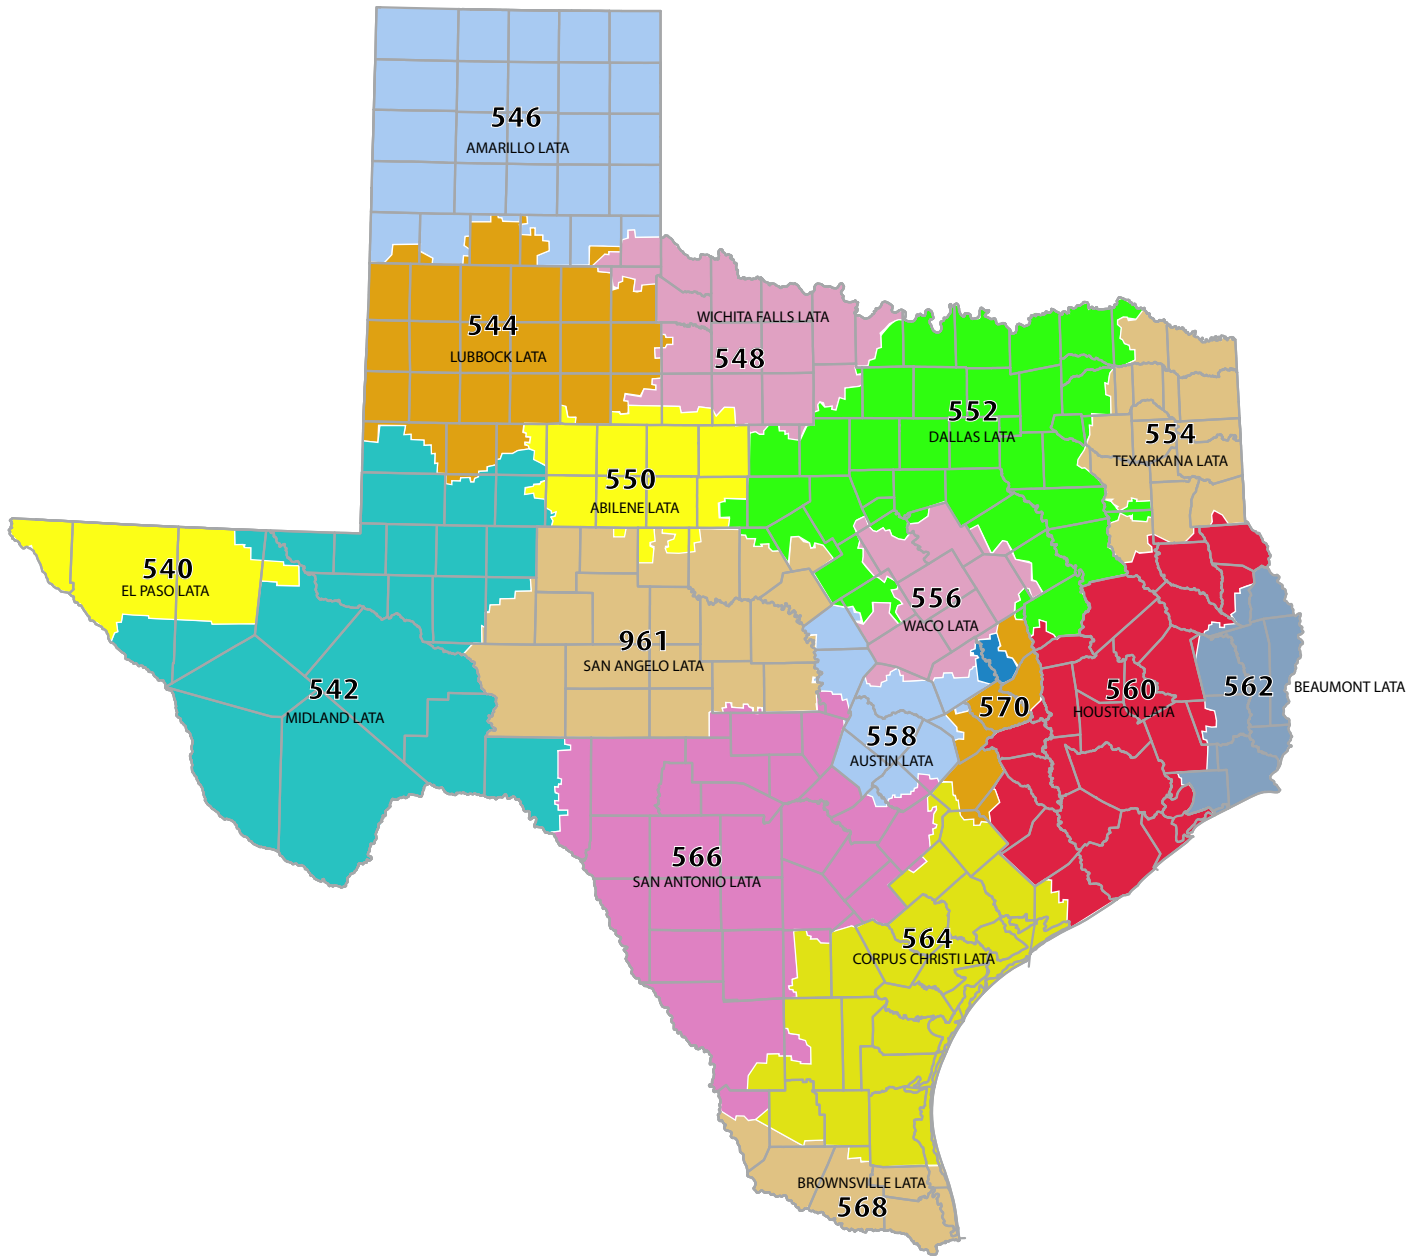 546
AMARILLO LATA
544
LUBBOCK LATA
WICHITA FALLS LATA
548
552
DALLAS LATA
554
TEXARKANA LATA
550
ABILENE LATA
540
EL PASO LATA
556
WACO LATA
961
SAN ANGELO LATA
542
MIDLAND LATA
570
560
HOUSTON LATA
562
BEAUMONT LATA
558
AUSTIN LATA
566
SAN ANTONIO LATA
564
CORPUS CHRISTI LATA
BROWNSVILLE LATA
568